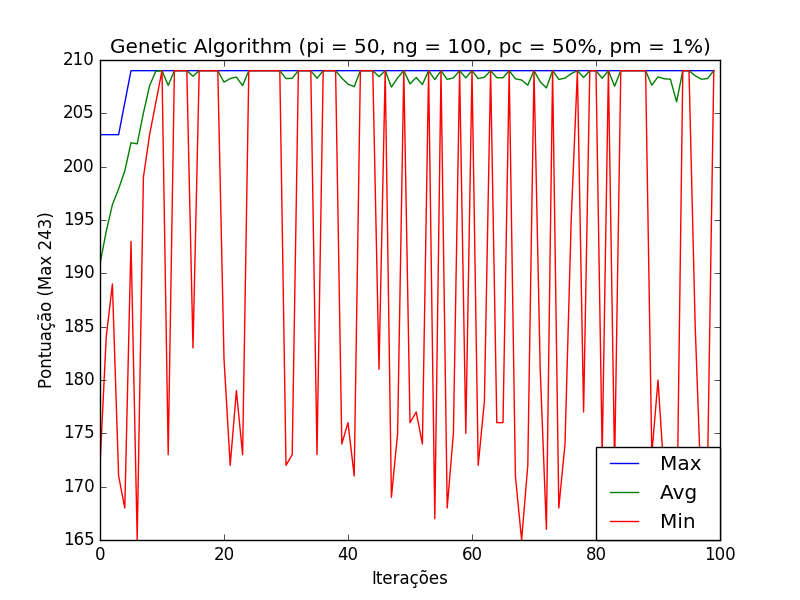 Genetic Algorithm (pi = 50, ng = 100, pc = 50%, pm = 1%)
210
205
200
195
190
185
180
175
170
165
Pontuação (Max 243)
0
20
40
60
80
100
Iterações
Max
Avg
Min